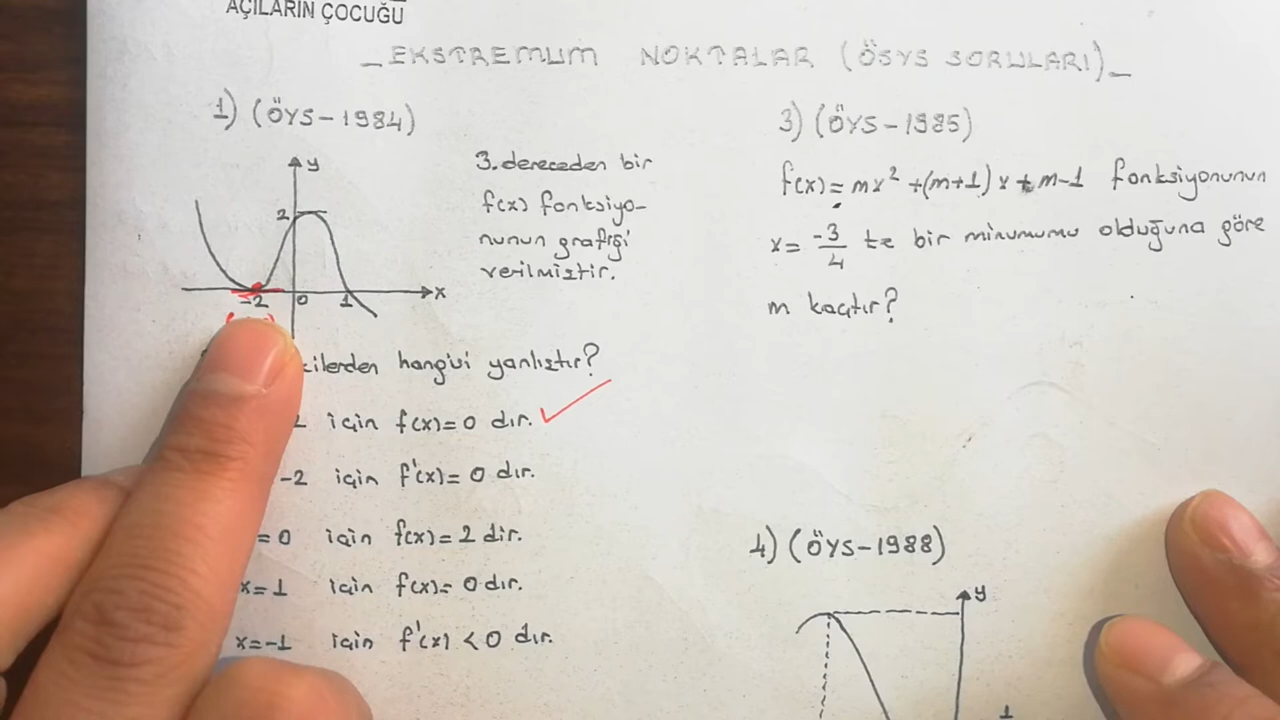 AÇILARIN ÇOCUĞU
_EKSTREMUM NOKTALAR (ÖSYS SORULARI)_
1) (ÖYS-1984)
y
2
-2 0 1 x
3. dereceden bir
f(x) fonksiyo-
nunun grafiği
verilmiştir.
hangisi yanlıştır?
için f(x)=0 dır.
-2 için f'(x)=0 dır.
=0 için f(x)=2 dir.
x=1 için f(x)=0 dır.
x=-1 için f'(x)<0 dır.
3) (ÖYS-1985)
f(x)=mx²+(m+1)x+m-1 fonksiyonunun
x=-3/4 te bir minumumu olduğuna göre
m kaçtır?
4) (ÖYS-1988)
y
1